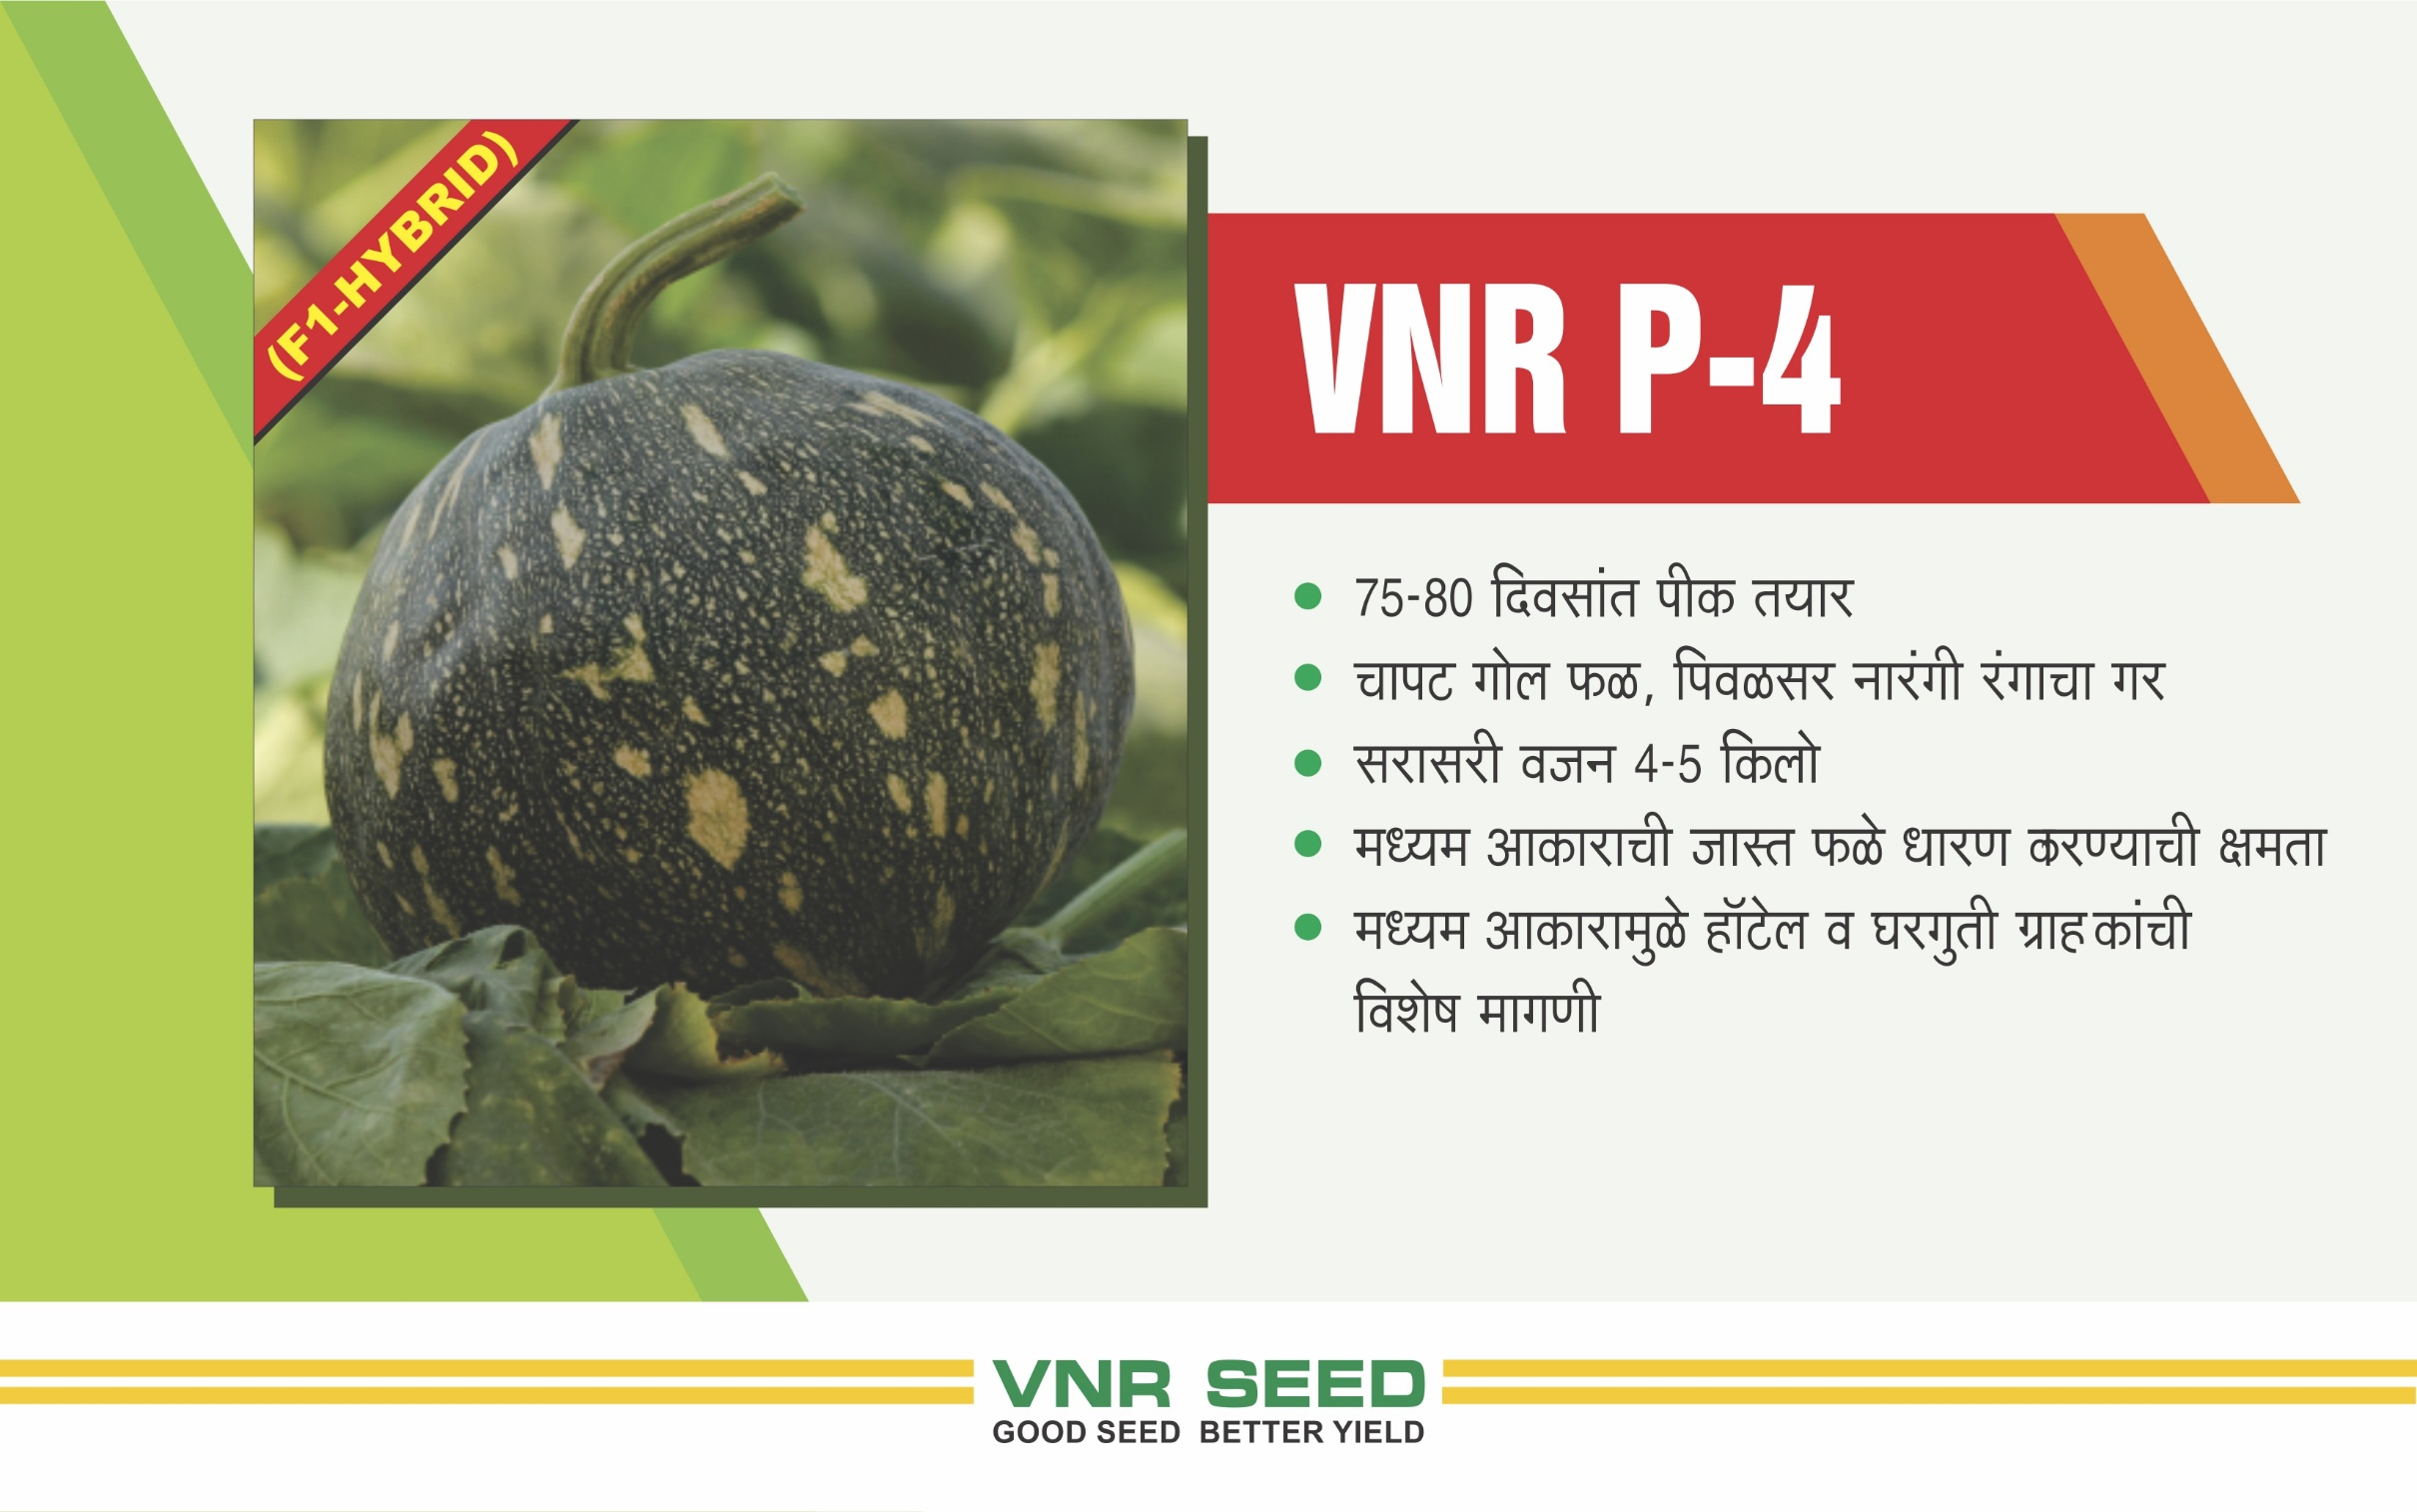 (F1-HYBRID)
VNR P-4
75-80 दिवसांत पीक तयार
चापट गोल फळ, पिवळसर नारंगी रंगाचा गर
सरासरी वजन 4-5 किलो
मध्यम आकाराची जास्त फळे धारण करण्याची क्षमता
मध्यम आकारामुळे हॉटेल व घरगुती ग्राहकांची
विशेष मागणी
VNR SEED
GOOD SEED BETTER YIELD